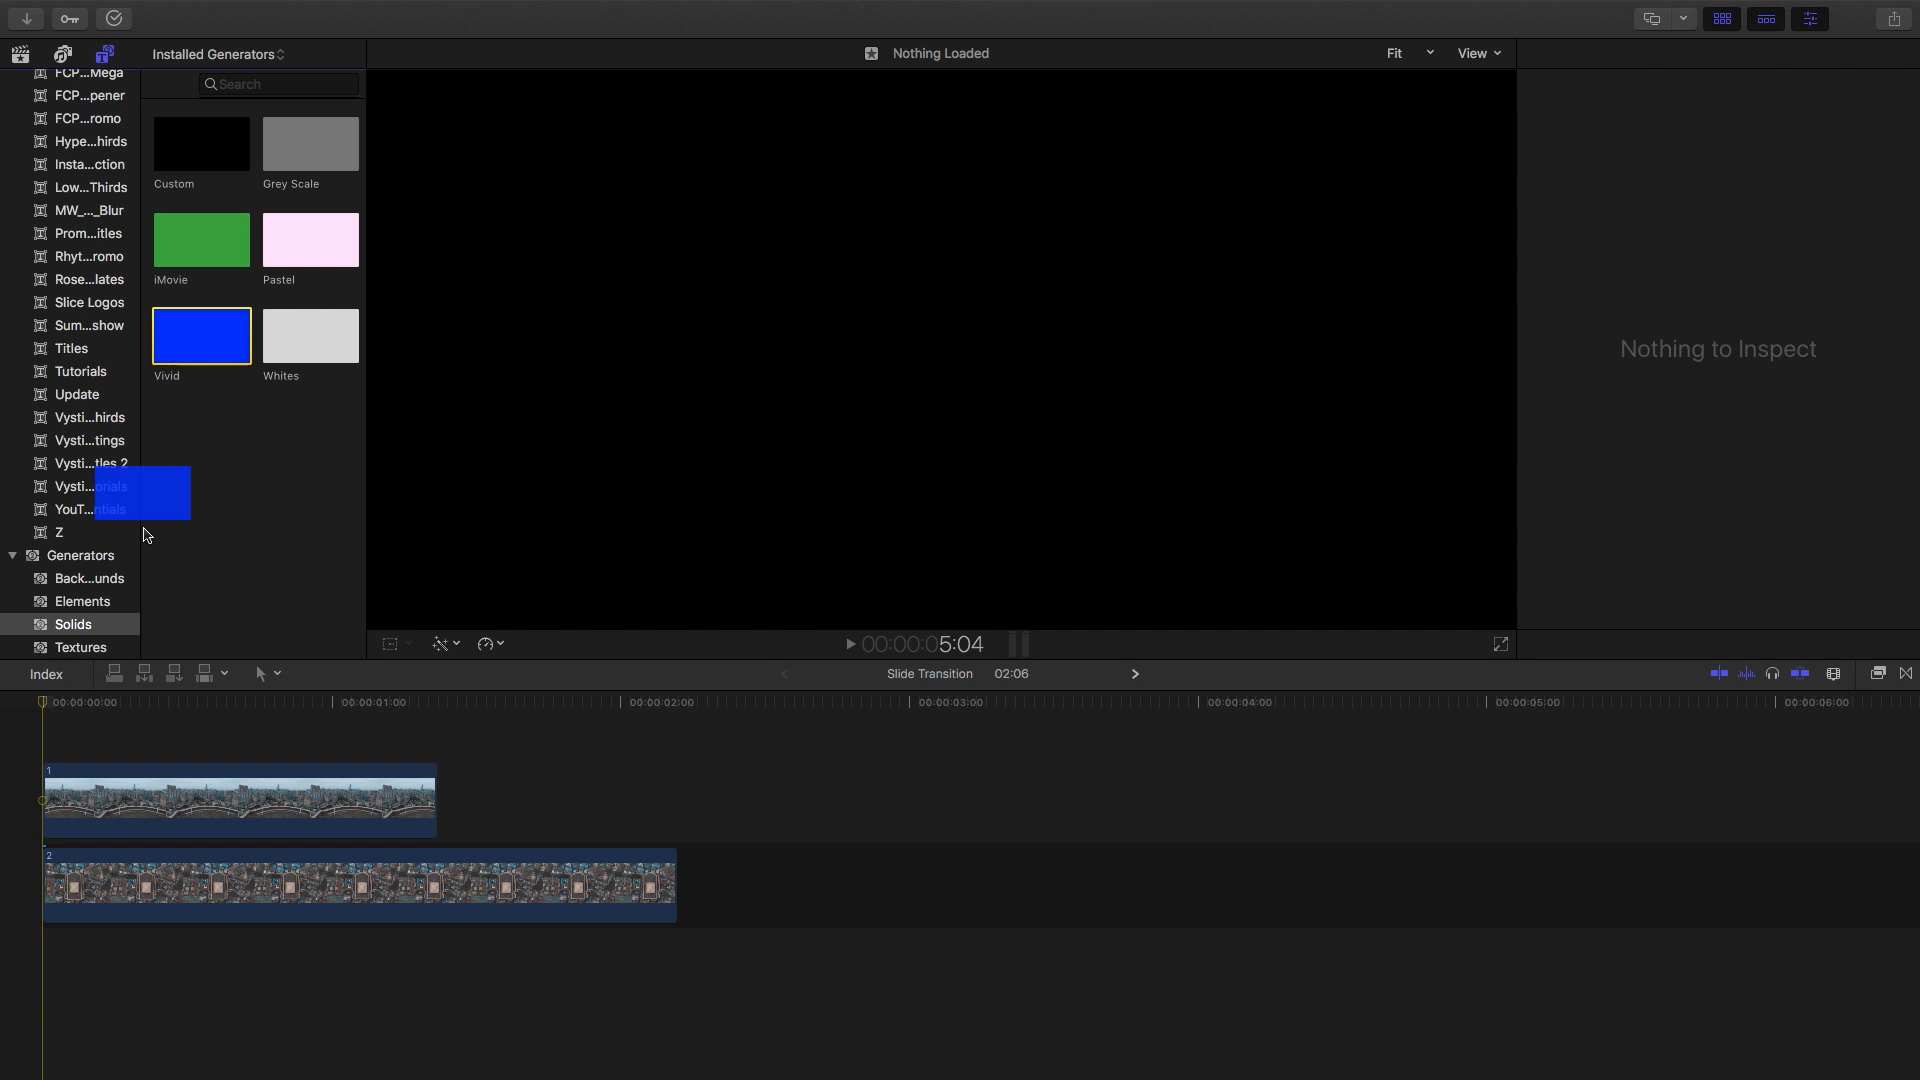 Installed Generators
Nothing Loaded
Fit
View
FCP...Mega
FCP...pener
FCP...romo
Hype...hirds
Insta...ction
Low...Thirds
MW_..._Blur
Prom...itles
Rhyt...romo
Rose...lates
Slice Logos
Sum...show
Titles
Tutorials
Update
Vysti...hirds
Vysti...tings
Vysti...tles 2
Vysti...orials
YouT...ntials
Z
Generators
Back...unds
Elements
Solids
Textures
Search
Custom
Grey Scale
iMovie
Pastel
Vivid
Whites
Nothing to Inspect
00:00:05:04
Index
Slide Transition 02:06
00:00:00:00
00:00:01:00
00:00:02:00
00:00:03:00
00:00:04:00
00:00:05:00
00:00:06:00
1
2